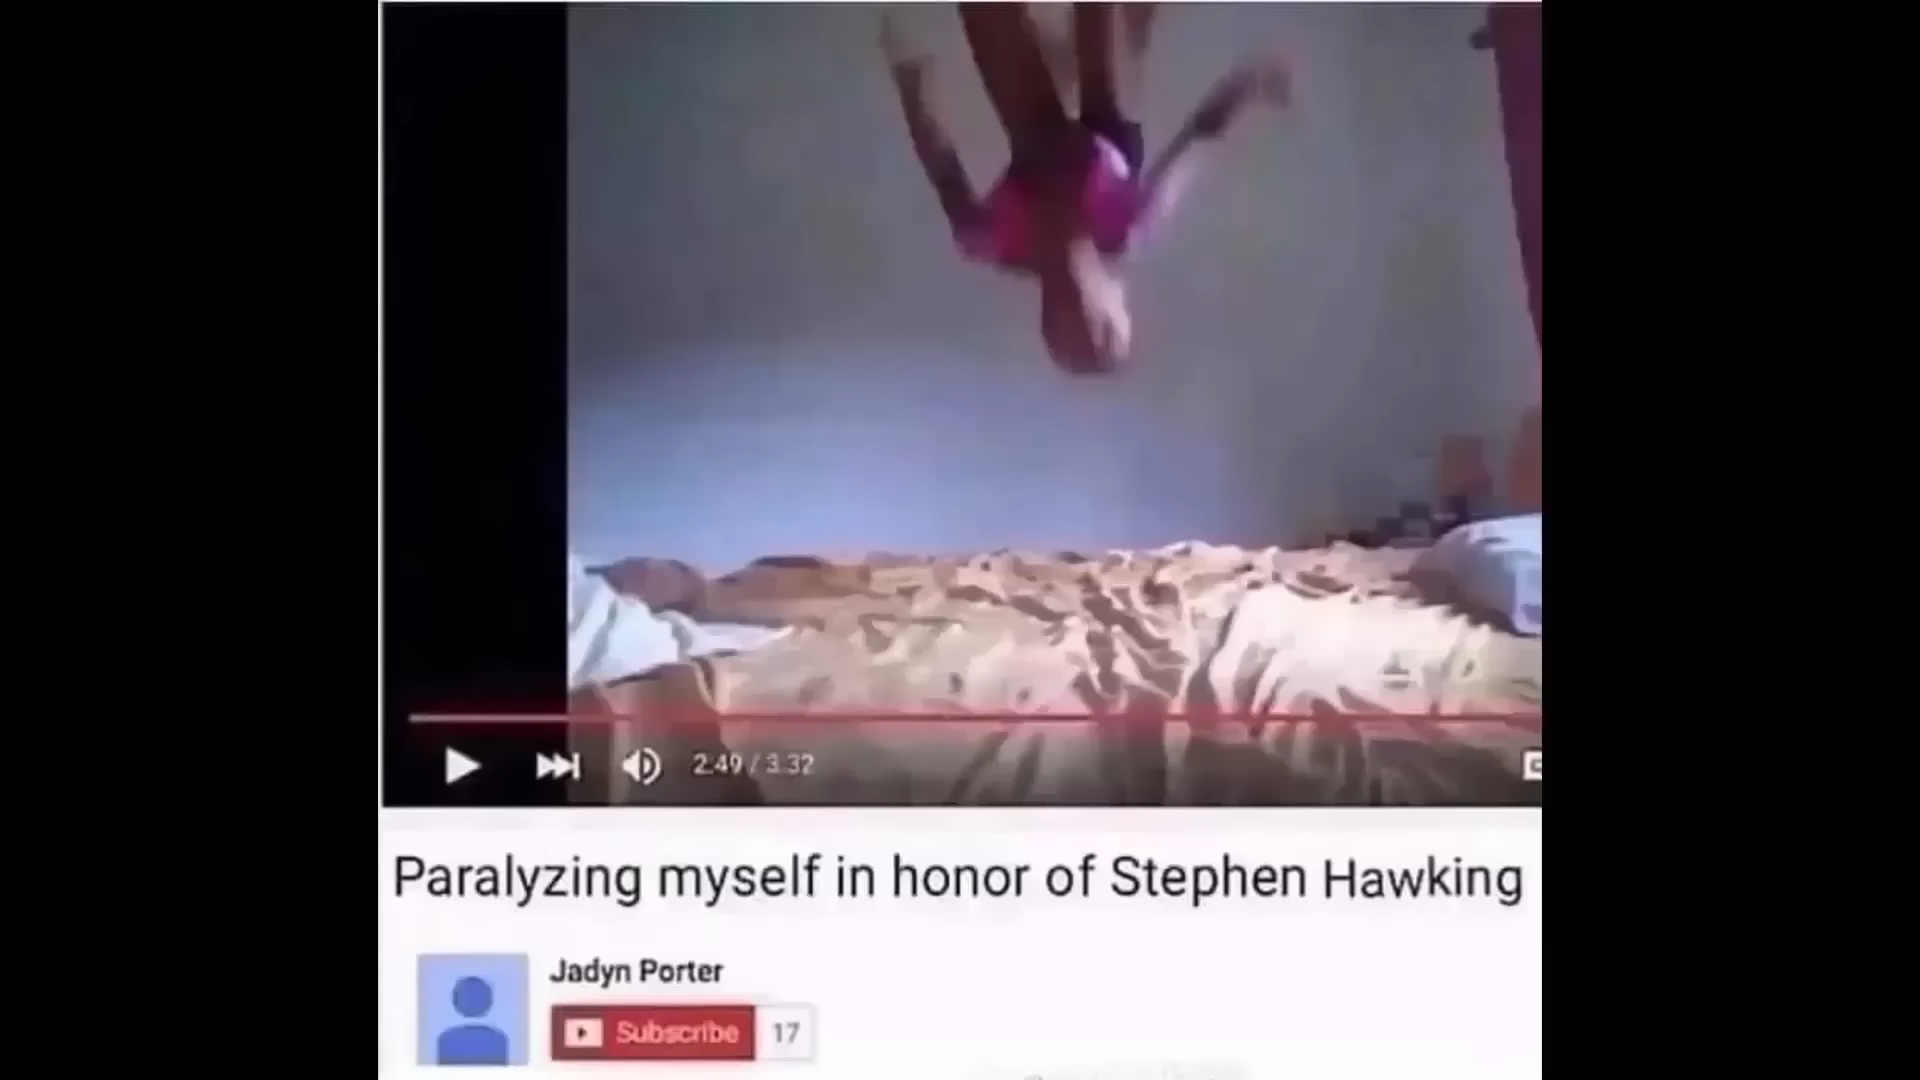 2:49 / 3:32
Paralyzing myself in honor of Stephen Hawking
Jadyn Porter
Subscribe 17